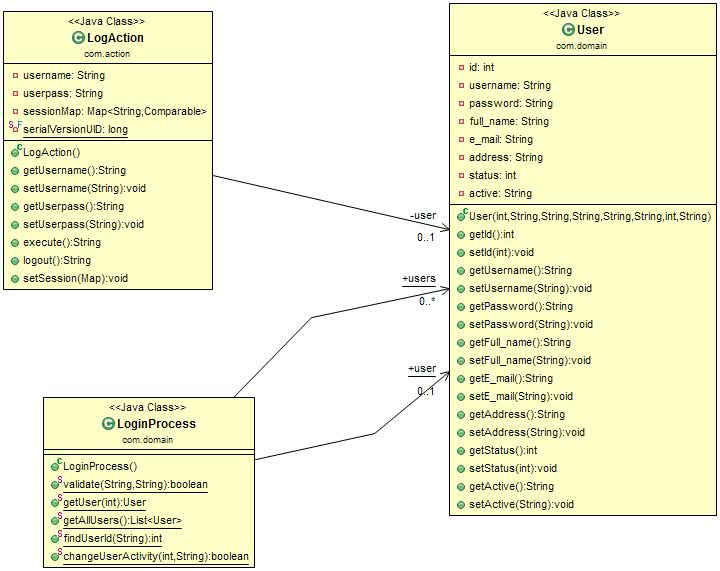 <<Java Class>>
LogAction
com.action
username: String
userpass: String
sessionMap: Map<String,Comparable>
serialVersionUID: long
LogAction()
getUsername():String
setUsername(String):void
getUserpass():String
setUserpass(String):void
execute():String
logout():String
setSession(Map):void
<<Java Class>>
User
com.domain
id: int
username: String
password: String
full_name: String
e_mail: String
address: String
status: int
active: String
User(int,String,String,String,String,String,int,String)
getId():int
setId(int):void
getUsername():String
setUsername(String):void
getPassword():String
setPassword(String):void
getFull_name():String
setFull_name(String):void
getE_mail():String
setE_mail(String):void
getAddress():String
setAddress(String):void
getStatus():int
setStatus(int):void
getActive():String
setActive(String):void
-user
0..1
+users
0..*
+user
0..1
<<Java Class>>
LoginProcess
com.domain
LoginProcess()
validate(String,String):boolean
getUser(int):User
getAllUsers():List<User>
findUserId(String):int
changeUserActivity(int,String):boolean